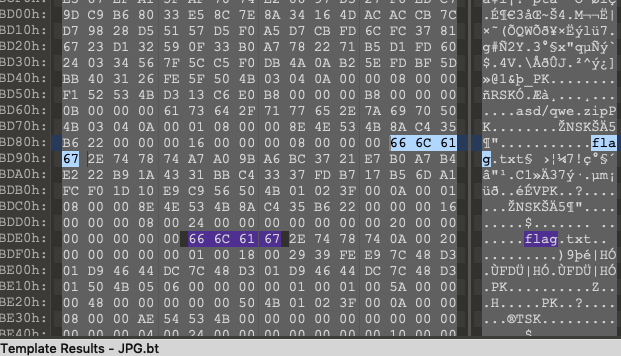 BD00h: 9D C9 B6 80 33 E5 8C 7E 8A 34 16 4D AC AC CB 7C .É¶€3åŒ~Š4.M¬¬Ë|
BD10h: D7 98 28 D5 51 57 D5 F0 A5 D7 CB FD 6C FC 37 81 ט(ÕQWÕð¥×Ëýlü7.
BD20h: 67 23 D1 32 59 0F 33 B0 A7 78 22 71 B5 D1 FD 60 g#Ñ2Y.3°§x"qµÑý`
BD30h: 24 03 34 56 7F 5C C5 F0 DB 4A 0A B2 5E FD BF 5D $.4V.\ÅðÛJ.²^ý¿]
BD40h: BB 40 31 26 FE 5F 50 4B 03 04 0A 00 00 08 00 00 »@1&þ_PK........
BD50h: F1 52 53 4B D3 13 C6 E0 B8 00 00 00 B8 00 00 00 ñRSKÓ.Æà¸...¸...
BD60h: 0B 00 00 00 61 73 64 2F 71 77 65 2E 7A 69 70 50 ....asd/qwe.zipP
BD70h: 4B 03 04 0A 00 01 08 00 00 8E 4E 53 4B 8A C4 35 K........ŽNSKŠÄ5
BD80h: B6 22 00 00 00 16 00 00 00 08 00 00 00 66 6C 61 ¶"...........fla
BD90h: 67 2E 74 78 74 A7 A0 9B A6 BC 37 21 E7 B0 A7 B4 g.txt§ ›¦¼7!ç°§´
BDA0h: E2 22 B9 1A 43 31 BB C4 33 37 FD B7 17 B5 6D A1 â"¹.C1»Ä37ý·.µm¡
BDB0h: FC F0 1D 10 E9 C9 56 50 4B 01 02 3F 00 0A 00 01 üð..éÉVPK..?....
BDC0h: 08 00 00 8E 4E 53 4B 8A C4 35 B6 22 00 00 00 16 ...ŽNSKŠÄ5¶"....
BDD0h: 00 00 00 08 00 24 00 00 00 00 00 00 00 20 00 00 .....$....... ..
BDE0h: 00 00 00 00 00 66 6C 61 67 2E 74 78 74 0A 00 20 .....flag.txt..
BDF0h: 00 00 00 00 00 01 00 18 00 29 39 FE E9 7C 48 D3 .........)9þé|HÓ
BE00h: 01 D9 46 44 DC 7C 48 D3 01 D9 46 44 DC 7C 48 D3 .ÙFDÜ|HÓ.ÙFDÜ|HÓ
BE10h: 01 50 4B 05 06 00 00 00 00 01 00 01 00 5A 00 00 .PK..........Z..
BE20h: 00 48 00 00 00 00 00 50 4B 01 02 3F 00 0A 00 00 .H.....PK..?....
BE30h: 08 00 00 AE 54 53 4B 00 00 00 00 00 00 00 00 00 ...®TSK.........
Template Results - JPG.bt